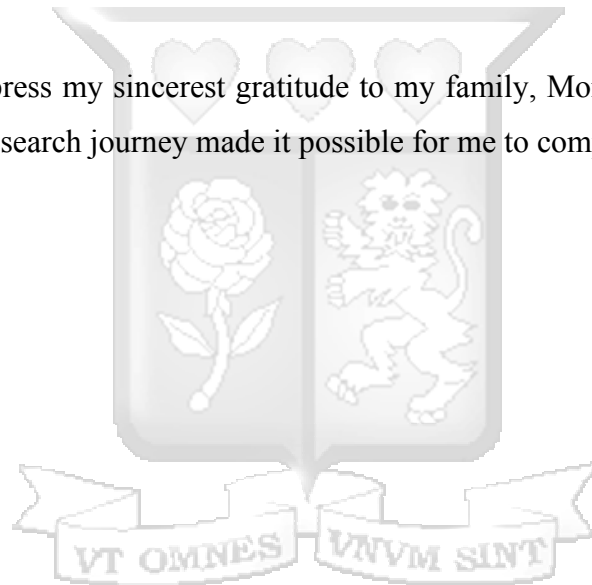 press my sincerest gratitude to my family, Mo
search journey made it possible for me to com
VT OMNES VNVM SINT